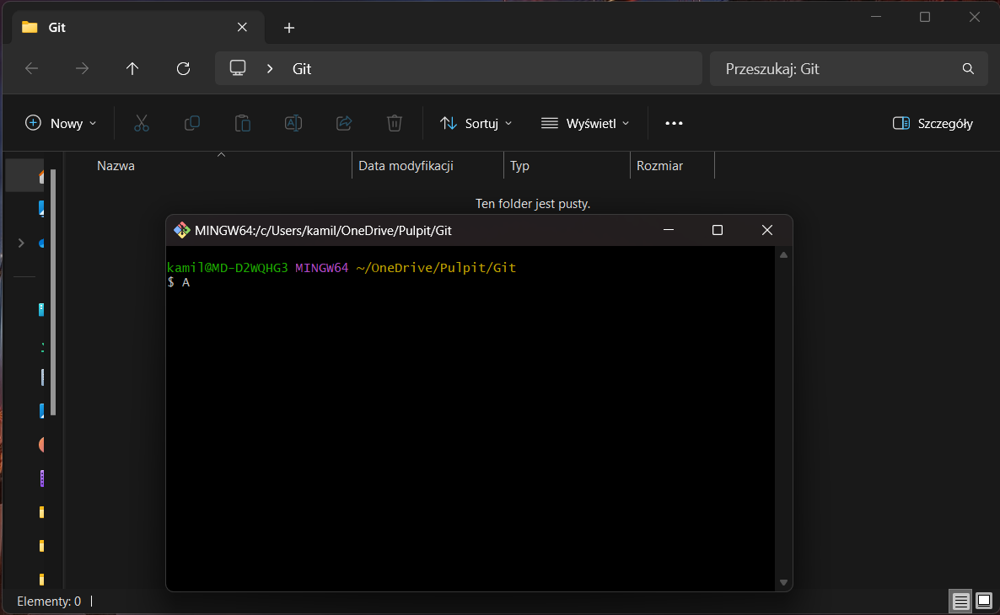 Git
Git
Przeszukaj: Git
Nowy
Sortuj
Wyświetl
Szczegóły
Nazwa
Data modyfikacji
Typ
Rozmiar
Ten folder jest pusty.
MINGW64:/c/Users/kamil/OneDrive/Pulpit/Git
kamil@MD-D2WQHG3 MINGW64 ~/OneDrive/Pulpit/Git
$ A
Elementy: 0